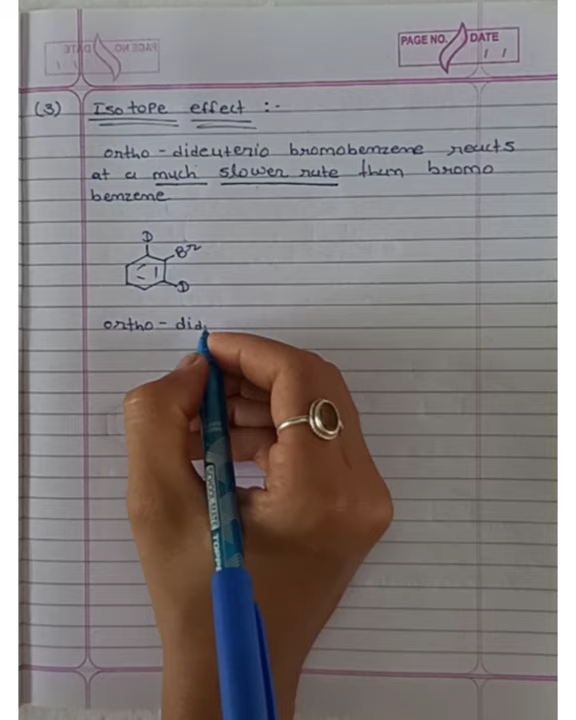 PAGE NO.
DATE
/ /
(3) Isotope effect :-
ortho - dideuterio bromobenzene reacts
at a much slower rate than bromo
benzene
D
Br
D
ortho - did